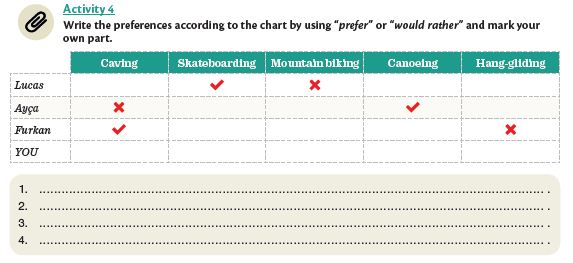 Activity 4
Write the preferences according to the chart by using “prefer” or “would rather” and mark your
own part.
Caving Skateboarding Mountain biking Canoeing Hang-gliding
Lucas
Ayça
Furkan
YOU
1. .......................................................................... .
2. .......................................................................... .
3. .......................................................................... .
4. .......................................................................... .